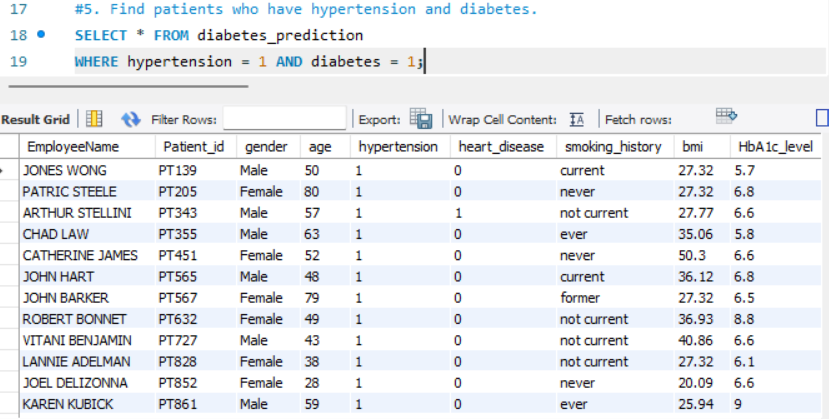 17 #5. Find patients who have hypertension and diabetes.
18 SELECT * FROM diabetes_prediction
19 WHERE hypertension = 1 AND diabetes = 1;
Result Grid Filter Rows: Export: Wrap Cell Content: IA Fetch rows:
EmployeeName Patient_id gender age hypertension heart_disease smoking_history bmi HbA1c_level
JONES WONG PT139 Male 50 1 0 current 27.32 5.7
PATRIC STEELE PT205 Female 80 1 0 never 27.32 6.8
ARTHUR STELLINI PT343 Male 57 1 1 not current 27.77 6.6
CHAD LAW PT355 Male 63 1 0 ever 35.06 5.8
CATHERINE JAMES PT451 Female 52 1 0 never 50.3 6.6
JOHN HART PT565 Male 48 1 0 current 36.12 6.8
JOHN BARKER PT567 Female 79 1 0 former 27.32 6.5
ROBERT BONNET PT632 Female 49 1 0 not current 36.93 8.8
VITANI BENJAMIN PT727 Male 43 1 0 not current 40.86 6.6
LANNIE ADELMAN PT828 Female 38 1 0 not current 27.32 6.1
JOEL DELIZONNA PT852 Female 28 1 0 never 20.09 6.6
KAREN KUBICK PT861 Male 59 1 0 ever 25.94 9